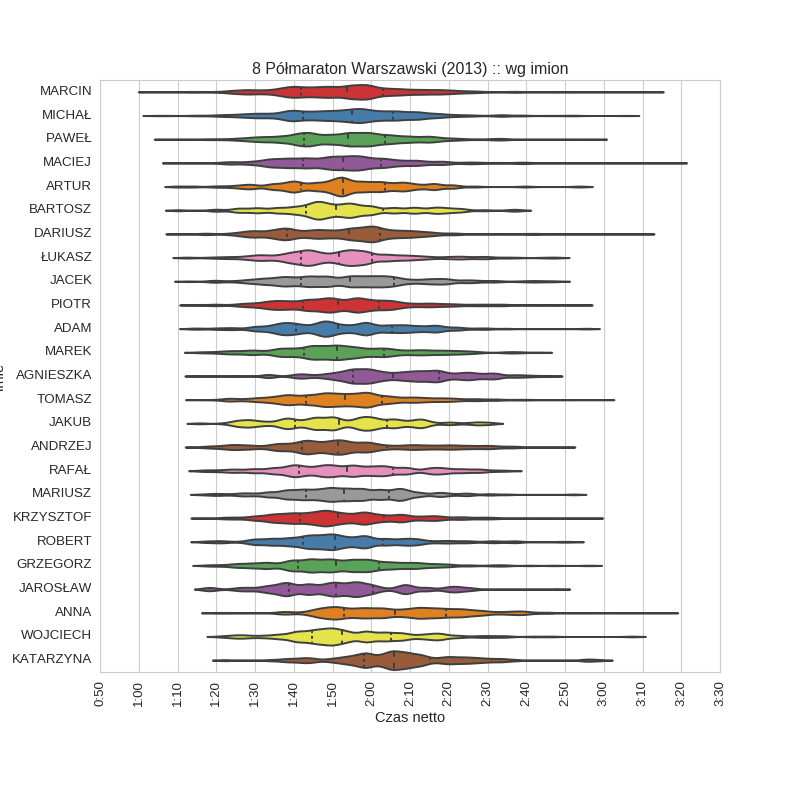 8 Półmaraton Warszawski (2013) :: wg imion
MARCIN
MICHAŁ
PAWEŁ
MACIEJ
ARTUR
BARTOSZ
DARIUSZ
ŁUKASZ
JACEK
PIOTR
ADAM
MAREK
AGNIESZKA
TOMASZ
JAKUB
ANDRZEJ
RAFAŁ
MARIUSZ
KRZYSZTOF
ROBERT
GRZEGORZ
JAROSŁAW
ANNA
WOJCIECH
KATARZYNA
0:50 1:00 1:10 1:20 1:30 1:40 1:50 2:00 2:10 2:20 2:30 2:40 2:50 3:00 3:10 3:20 3:30
Czas netto